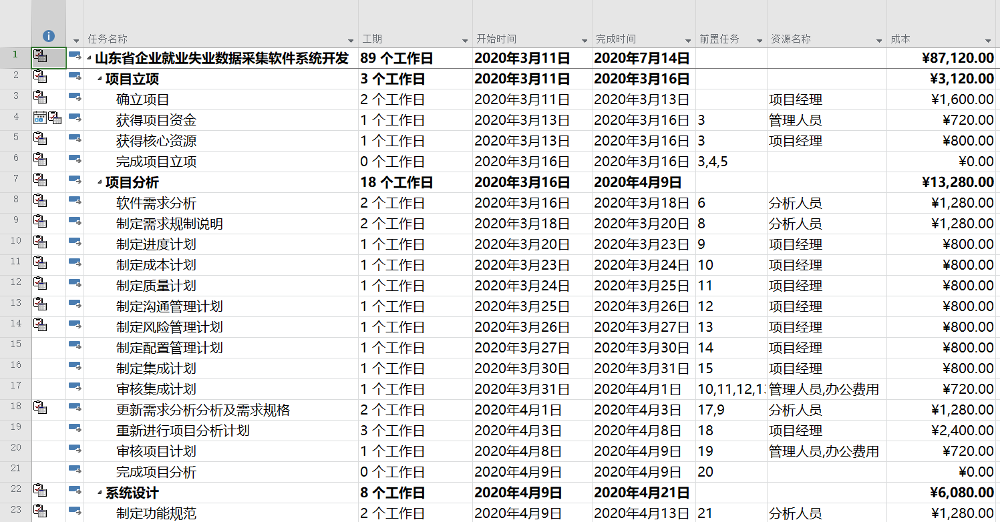 任务名称 工期 开始时间 完成时间 前置任务 资源名称 成本
1 山东省企业就业失业数据采集软件系统开发 89 个工作日 2020年3月11日 2020年7月14日 ¥87,120.00
2 项目立项 3 个工作日 2020年3月11日 2020年3月16日 ¥3,120.00
3 确立项目 2 个工作日 2020年3月11日 2020年3月13日 项目经理 ¥1,600.00
4 获得项目资金 1 个工作日 2020年3月13日 2020年3月16日 3 管理人员 ¥720.00
5 获得核心资源 1 个工作日 2020年3月13日 2020年3月16日 3 项目经理 ¥800.00
6 完成项目立项 0 个工作日 2020年3月16日 2020年3月16日 3,4,5 ¥0.00
7 项目分析 18 个工作日 2020年3月16日 2020年4月9日 ¥13,280.00
8 软件需求分析 2 个工作日 2020年3月16日 2020年3月18日 6 分析人员 ¥1,280.00
9 制定需求规制说明 2 个工作日 2020年3月18日 2020年3月20日 8 分析人员 ¥1,280.00
10 制定进度计划 1 个工作日 2020年3月20日 2020年3月23日 9 项目经理 ¥800.00
11 制定成本计划 1 个工作日 2020年3月23日 2020年3月24日 10 项目经理 ¥800.00
12 制定质量计划 1 个工作日 2020年3月24日 2020年3月25日 11 项目经理 ¥800.00
13 制定沟通管理计划 1 个工作日 2020年3月25日 2020年3月26日 12 项目经理 ¥800.00
14 制定风险管理计划 1 个工作日 2020年3月26日 2020年3月27日 13 项目经理 ¥800.00
15 制定配置管理计划 1 个工作日 2020年3月27日 2020年3月30日 14 项目经理 ¥800.00
16 制定集成计划 1 个工作日 2020年3月30日 2020年3月31日 15 项目经理 ¥800.00
17 审核集成计划 1 个工作日 2020年3月31日 2020年4月1日 10,11,12, 管理人员,办公费用 ¥720.00
18 更新需求分析分析及需求规格 2 个工作日 2020年4月1日 2020年4月3日 17,9 分析人员 ¥1,280.00
19 重新进行项目分析计划 3 个工作日 2020年4月3日 2020年4月8日 18 项目经理 ¥2,400.00
20 审核项目计划 1 个工作日 2020年4月8日 2020年4月9日 19 管理人员,办公费用 ¥720.00
21 完成项目分析 0 个工作日 2020年4月9日 2020年4月9日 20 ¥0.00
22 系统设计 8 个工作日 2020年4月9日 2020年4月21日 ¥6,080.00
23 制定功能规范 2 个工作日 2020年4月9日 2020年4月13日 21 分析人员 ¥1,280.00